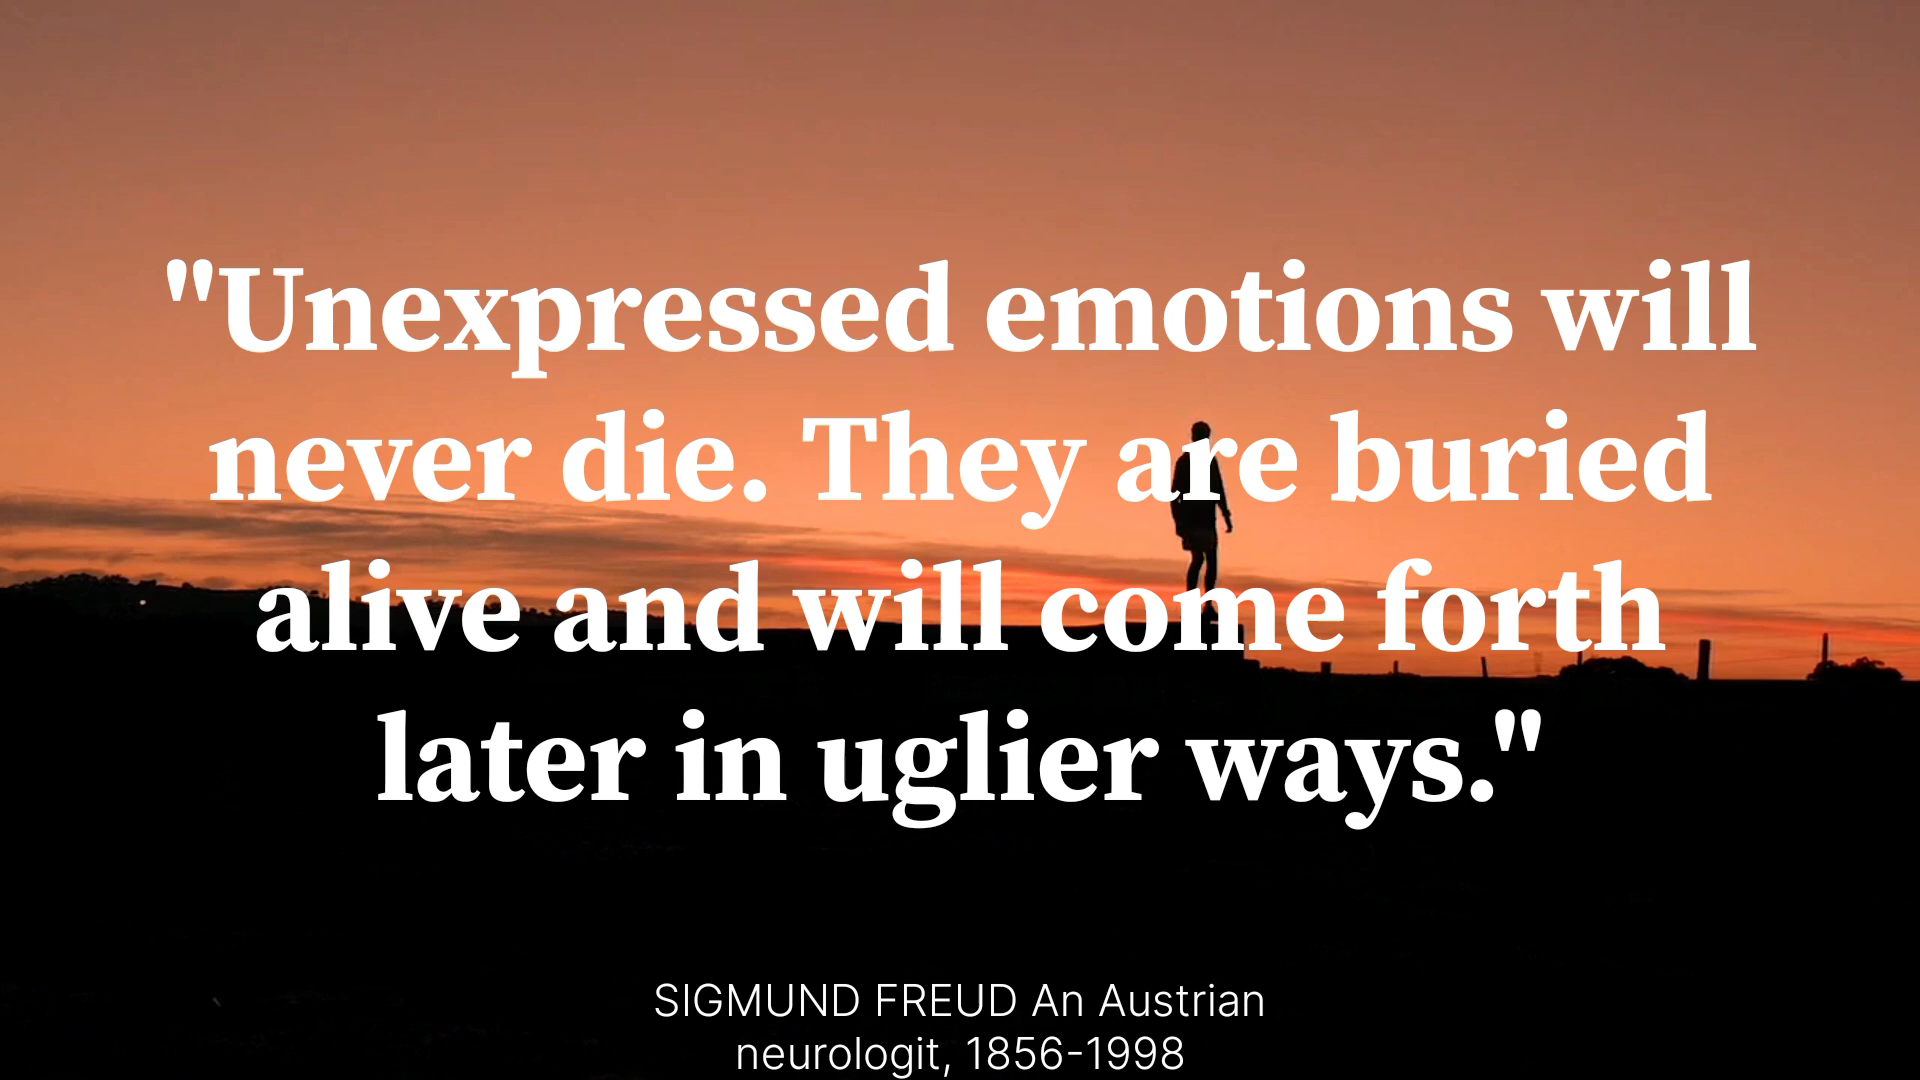 "Unexpressed emotions will
never die. They are buried
alive and will come forth
later in uglier ways."
SIGMUND FREUD An Austrian
neurologit, 1856-1998